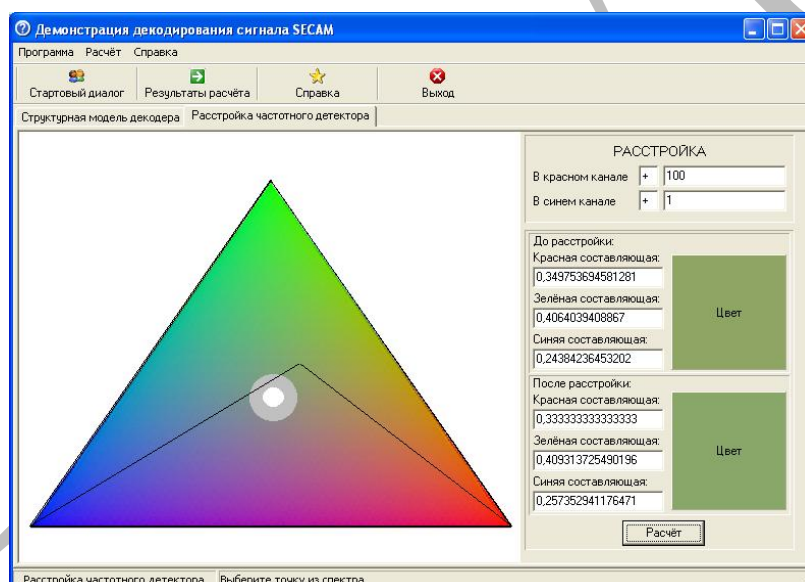 Демонстрация декодирования сигнала SECAM
Программа Расчёт Справка
Стартовый диалог Результаты расчёта Справка Выход
Структурная модель декодера Расстройка частотного детектора
РАССТРОЙКА
В красном канале + 100
В синем канале + 1
До расстройки:
Красная составляющая:
0,349753694581281
Зелёная составляющая:
0,4064039408867
Синяя составляющая:
0,24384236453202
Цвет
После расстройки:
Красная составляющая:
0,333333333333333
Зелёная составляющая:
0,409313725490196
Синяя составляющая:
0,257352941176471
Цвет
Расчёт
Расстройка частотного детектора Выберите точку из спектра